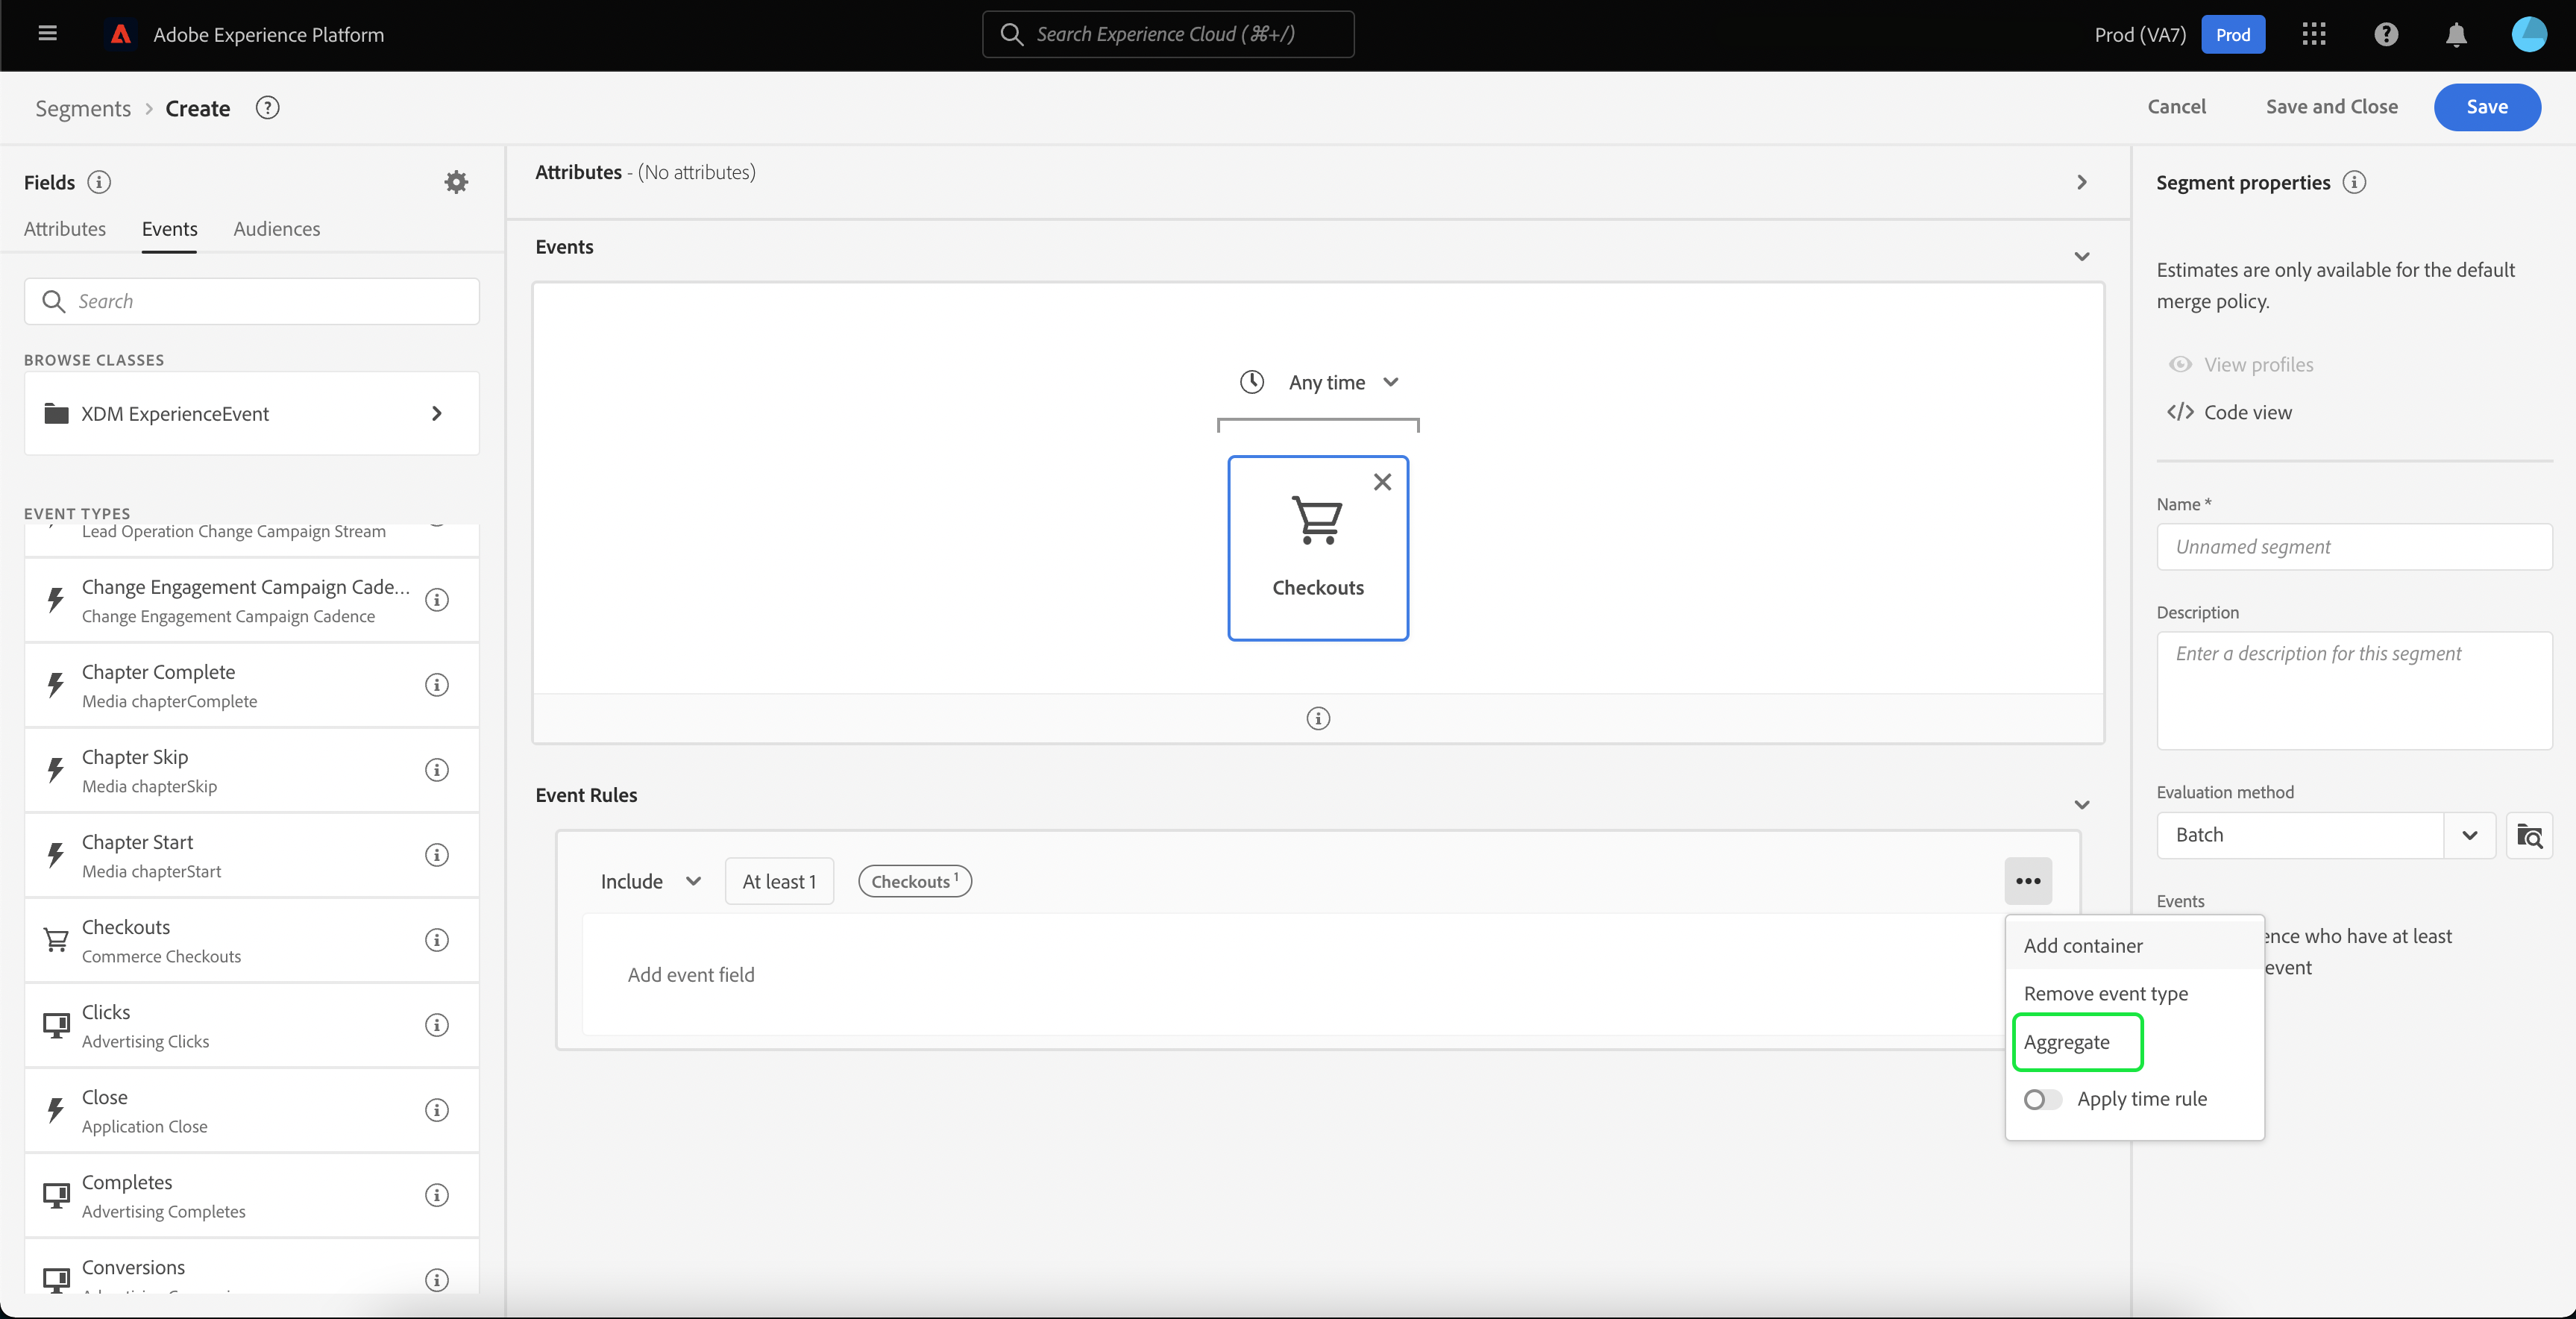 Adobe Experience Platform
Search Experience Cloud (⌘+/)
Prod (VA7)
Prod
Segments > Create
Cancel
Save and Close
Save
Fields
Attributes
Events
Audiences
Search
BROWSE CLASSES
XDM ExperienceEvent
EVENT TYPES
Lead Operation Change Campaign Stream
Change Engagement Campaign Cade...
Change Engagement Campaign Cadence
Chapter Complete
Media chapterComplete
Chapter Skip
Media chapterSkip
Chapter Start
Media chapterStart
Checkouts
Commerce Checkouts
Clicks
Advertising Clicks
Close
Application Close
Completes
Advertising Completes
Conversions
Attributes - (No attributes)
Events
Any time
Checkouts
Event Rules
Include
At least 1
Checkouts 1
Add event field
Add container
Remove event type
Aggregate
Apply time rule
Segment properties
Estimates are only available for the default
merge policy.
View profiles
</> Code view
Name *
Unnamed segment
Description
Enter a description for this segment
Evaluation method
Batch
Events
ence who have at least
event